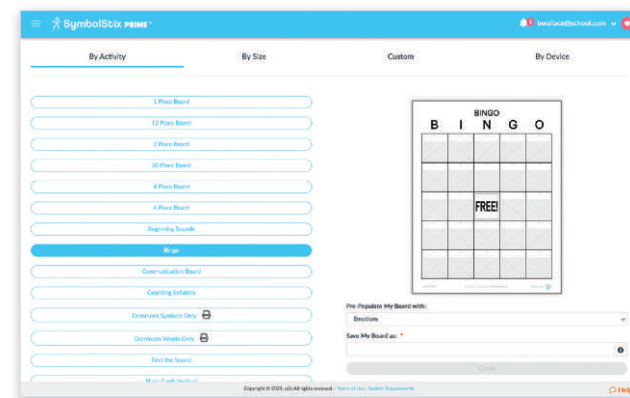 SymbolStix PRIME
bwallace@school.com
By Activity By Size Custom By Device
1 Place Board
12 Place Board
2 Place Board
20 Place Board
4 Place Board
6 Place Board
Beginning Sounds
Bingo
Communication Board
Counting Syllables
Dominoes Symbols Only
Dominoes Words Only
Find the Sound
BINGO
B I N G O
FREE!
Pre-Populate My Board with:
Emotions
Save My Board as: *
Create
Copyright © 2021, n2y All rights reserved. - Terms of Use - System Requirements
Help